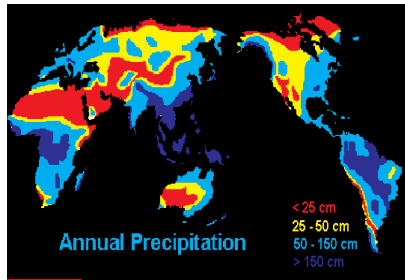 Annual Precipitation
< 25 cm
25 - 50 cm
50 - 150 cm
> 150 cm